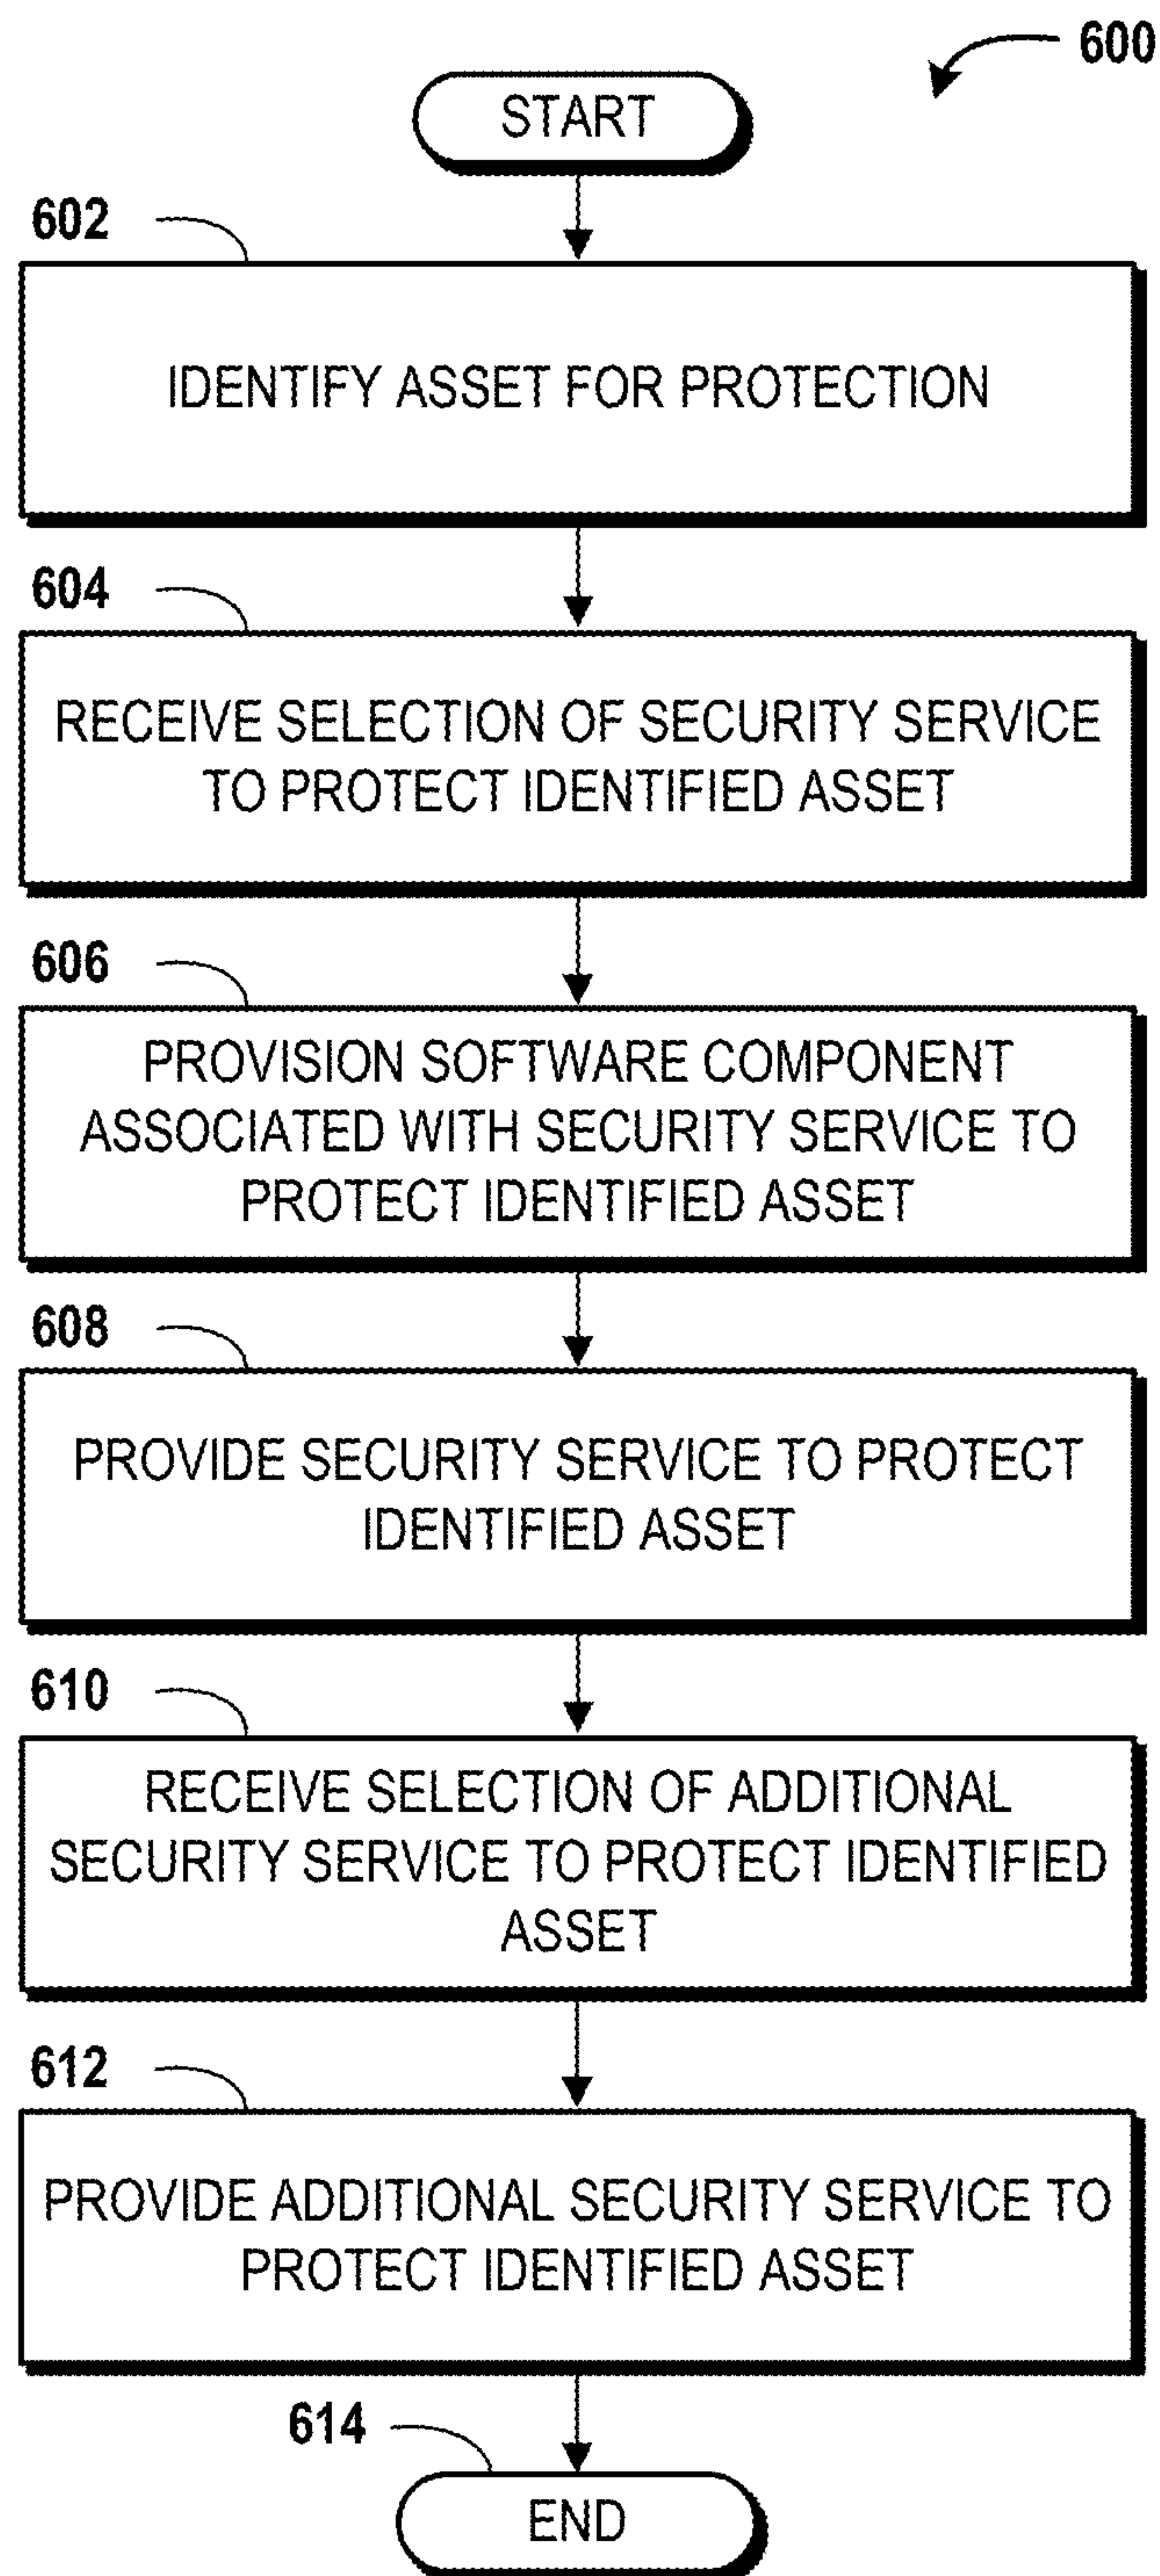 600
START
602
IDENTIFY ASSET FOR PROTECTION
604
RECEIVE SELECTION OF SECURITY SERVICE
TO PROTECT IDENTIFIED ASSET
606
PROVISION SOFTWARE COMPONENT
ASSOCIATED WITH SECURITY SERVICE TO
PROTECT IDENTIFIED ASSET
608
PROVIDE SECURITY SERVICE TO PROTECT
IDENTIFIED ASSET
610
RECEIVE SELECTION OF ADDITIONAL
SECURITY SERVICE TO PROTECT IDENTIFIED
ASSET
612
PROVIDE ADDITIONAL SECURITY SERVICE TO
PROTECT IDENTIFIED ASSET
614
END